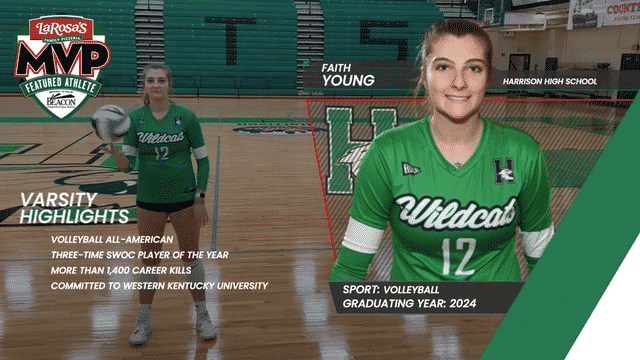 LaRosa's
FAMILY PIZZERIA
MVP
FEATURED ATHLETE
BEACON
T S
COUNTY
FAITH
YOUNG
HARRISON HIGH SCHOOL
H
Wildcats
12
VARSITY
HIGHLIGHTS
VOLLEYBALL ALL-AMERICAN
THREE-TIME SWOC PLAYER OF THE YEAR
MORE THAN 1,400 CAREER KILLS
COMMITTED TO WESTERN KENTUCKY UNIVERSITY
H
Wildcats
12
SPORT: VOLLEYBALL
GRADUATING YEAR: 2024